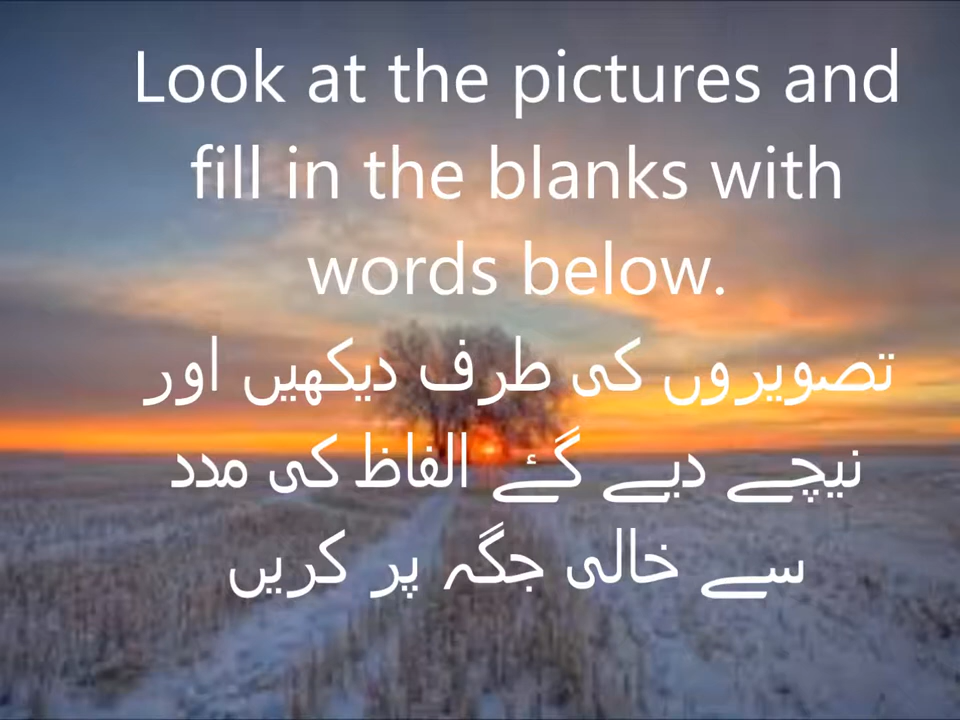 Look at the pictures and
fill in the blanks with
words below.
تصویروں کی طرف دیکھیں اور
نیچے دیے گئے الفاظ کی مدد
سے خالی جگہ پر کریں